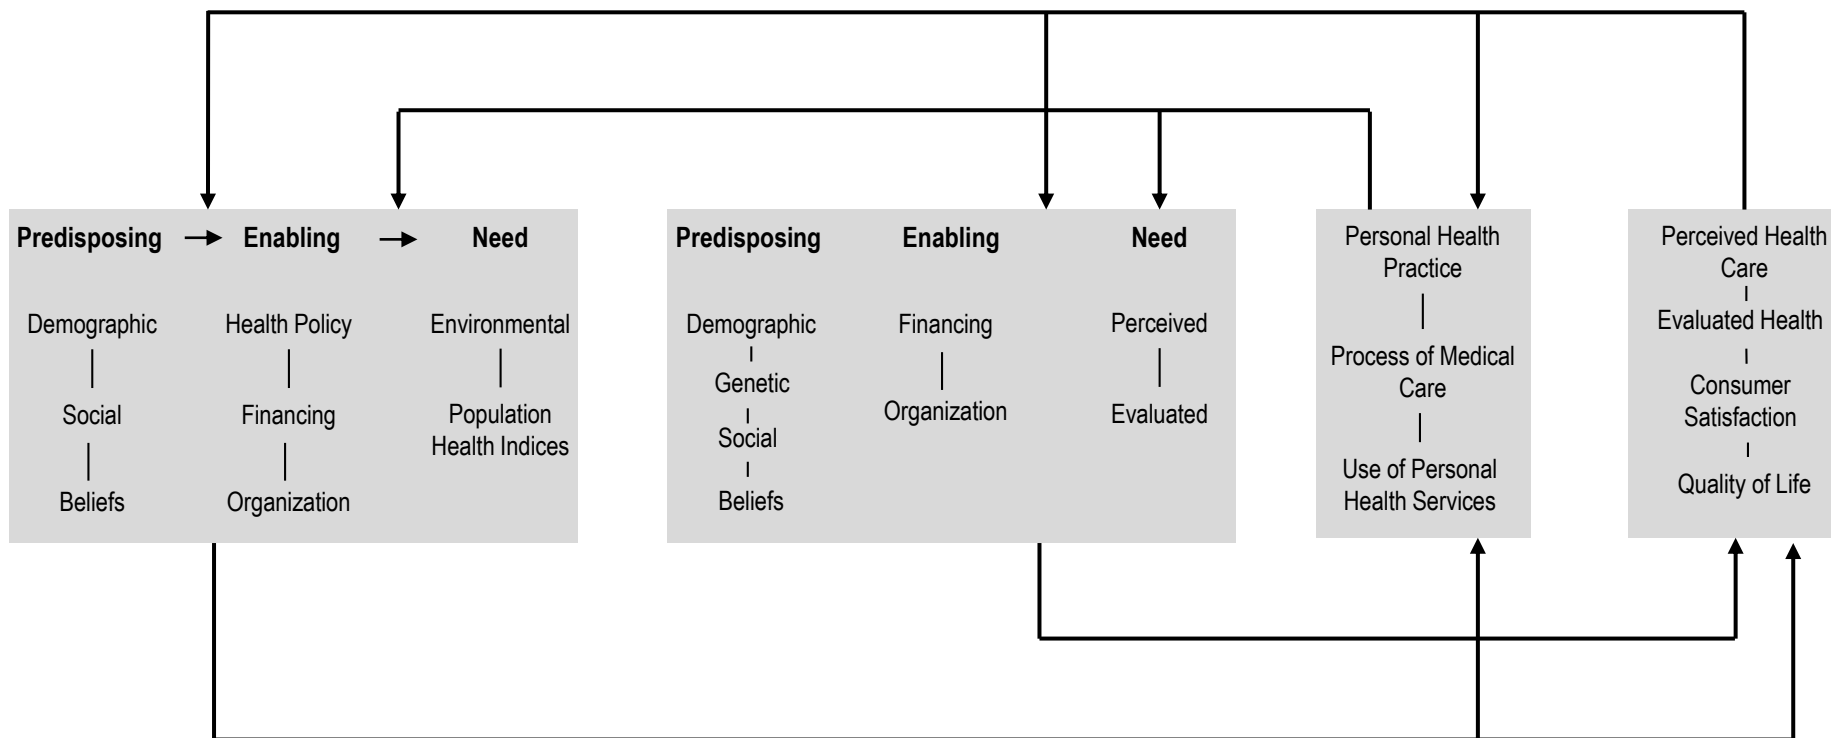 Predisposing
Enabling
Need
Demographic
Social
Beliefs
Health Policy
Financing
Organization
Environmental
Population
Health Indices
Predisposing
Enabling
Need
Demographic
Genetic
Social
Beliefs
Financing
Organization
Perceived
Evaluated
Personal Health
Practice
Process of Medical
Care
Use of Personal
Health Services
Perceived Health
Care
Evaluated Health
Consumer
Satisfaction
Quality of Life